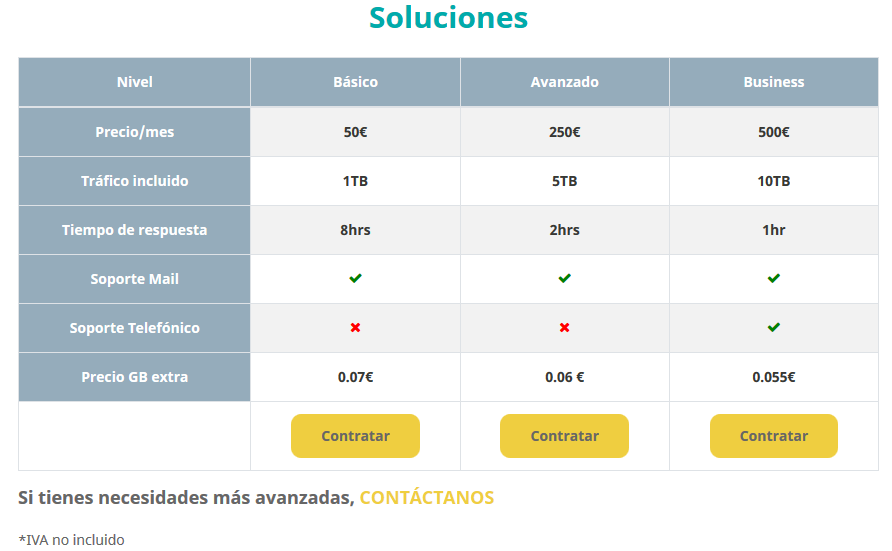 Soluciones
Nivel Básico Avanzado Business
Precio/mes 50€ 250€ 500€
Tráfico incluido 1TB 5TB 10TB
Tiempo de respuesta 8hrs 2hrs 1hr
Soporte Mail
Soporte Telefónico
Precio GB extra 0.07€ 0.06 € 0.055€
Contratar Contratar Contratar
Si tienes necesidades más avanzadas, CONTÁCTANOS
*IVA no incluido